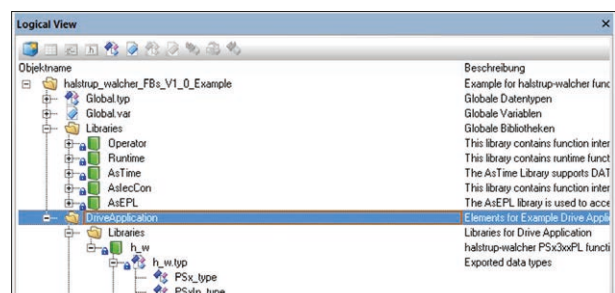 Logical View
Objektname Beschreibung
halstrup_walcher_FBs_V1_0_Example Example for halstrup-walcher func
Global.typ Globale Datentypen
Global.var Globale Variablen
Libraries Globale Bibliotheken
Operator This library contains function inter
Runtime This library contains runtime funct
AsTime The AsTime Library supports DAT
AsIecCon This library contains function inter
AsEPL The AsEPL library is used to acce
DriveApplication Elements for Example Drive Appli
Libraries Libraries for Drive Application
h_w halstrup-walcher PSx3xxPL functi
h_w.typ Exported data types
PSx_type
PSxIn_type